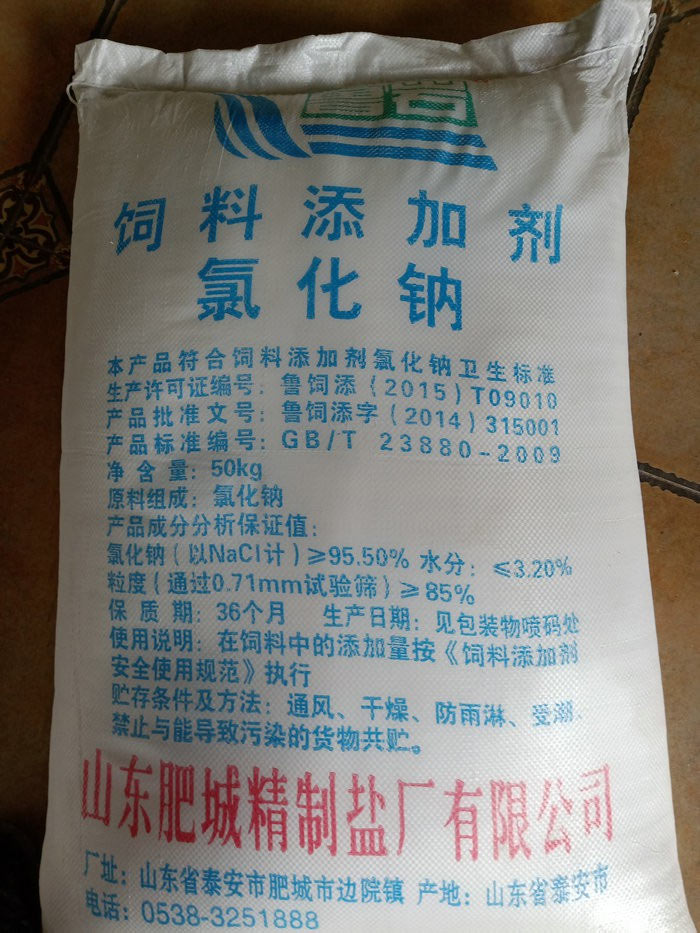 饲料添加剂
氯化钠
本产品符合饲料添加剂氯化钠卫生标准
生产许可证编号：鲁饲添（2015）T09010
产品批准文号：鲁饲添字（2014）315001
产品标准编号：GB/T 23880-2009
净含量：50kg
原料组成：氯化钠
产品成分分析保证值：
氯化钠（以NaCl计）≥95.50% 水分：≤3.20%
粒度（通过0.71mm试验筛）≥85%
保质期：36个月 生产日期：见包装物喷码处
使用说明：在饲料中的添加量按《饲料添加剂
安全使用规范》执行
贮存条件及方法：通风、干燥、防雨淋、受潮、
禁止与能导致污染的货物共贮。
山东肥城精制盐厂有限公司
厂址：山东省泰安市肥城市边院镇 产地：山东省泰安市
电话：0538-3251888